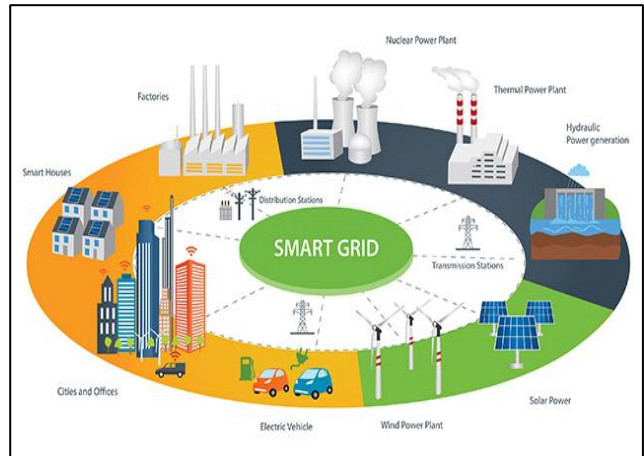 Nuclear Power Plant
Factories
Thermal Power Plant
Hydraulic
Power generation
Smart Houses
Distribution Stations
SMART GRID
Transmission Stations
Cities and Offices
Electric Vehicle
Wind Power Plant
Solar Power